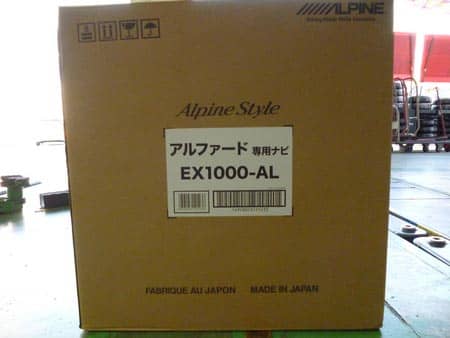 ALPINE
Alpine Style
アルファード 専用ナビ
EX1000-AL
FABRIQUE AU JAPON MADE IN JAPAN